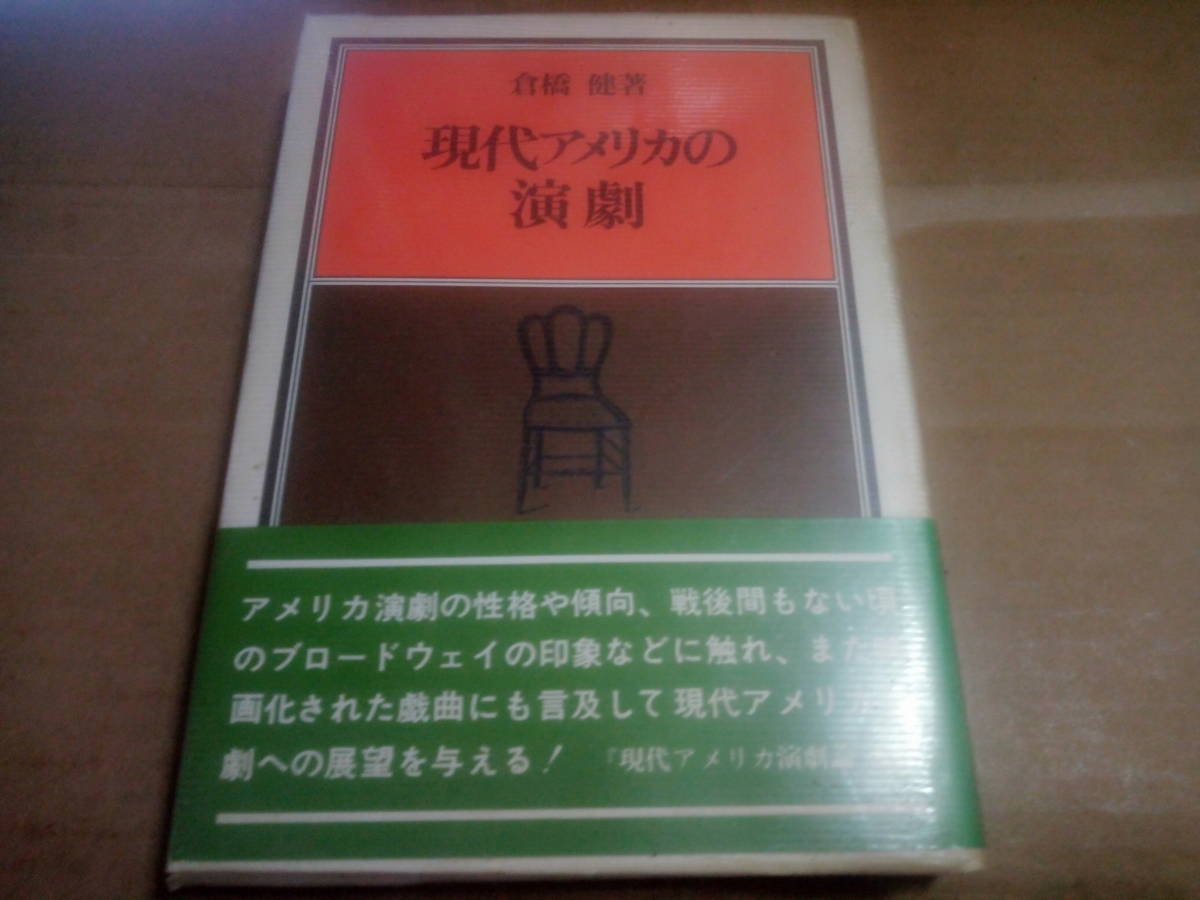 倉橋 健著
現代アメリカの
演劇
アメリカ演劇の性格や傾向、戦後間もない頃
のブロードウェイの印象などに触れ、また
画化された戯曲にも言及して現代アメリカ
劇への展望を与える!
『現代アメリカ演劇